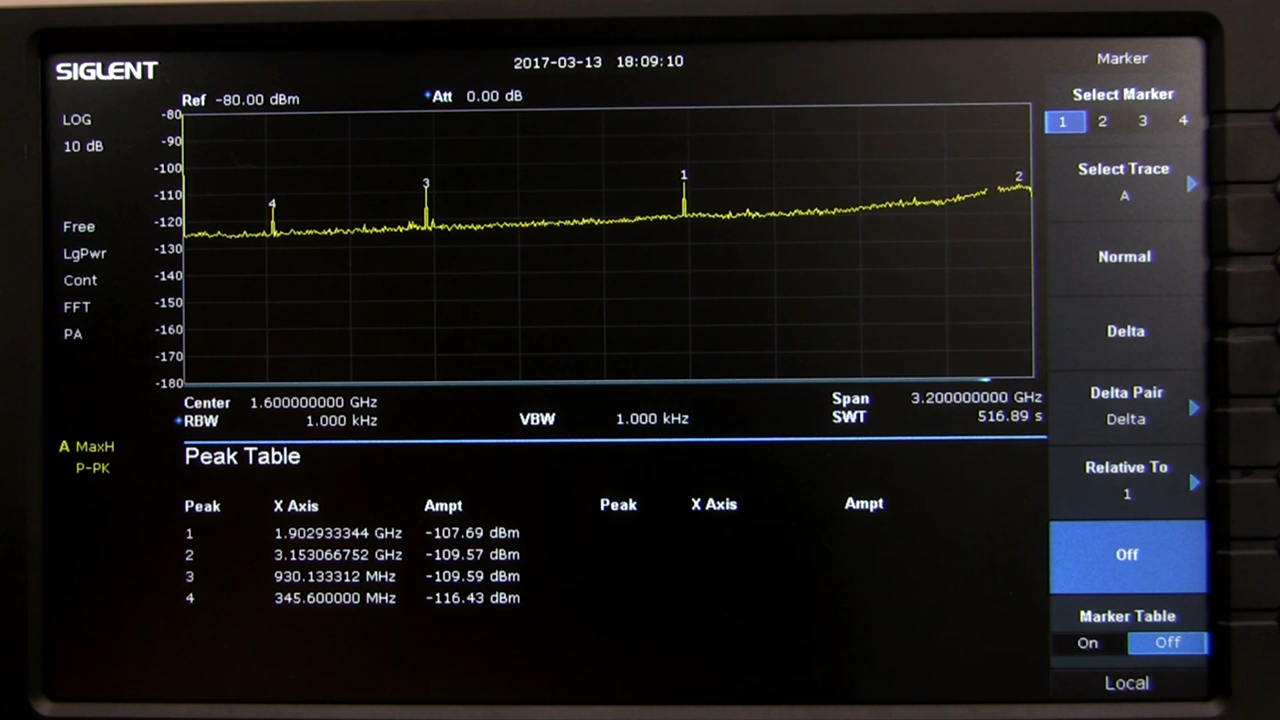 SIGLENT
2017-03-13 18:09:10
Marker
Ref -80.00 dBm
Att 0.00 dB
Select Marker
1 2 3 4
LOG
10 dB
Free
LgPwr
Cont
FFT
PA
-80
-90
-100
-110
-120
-130
-140
-150
-160
-170
-180
4
3
1
2
Select Trace
A
Normal
Delta
Delta Pair
Delta
Relative To
1
Off
Marker Table
On Off
Local
Center 1.600000000 GHz
Span 3.200000000 GHz
RBW 1.000 kHz
VBW 1.000 kHz
SWT 516.89 s
A MaxH
P-PK
Peak Table
Peak X Axis Ampt Peak X Axis Ampt
1 1.902933344 GHz -107.69 dBm
2 3.153066752 GHz -109.57 dBm
3 930.133312 MHz -109.59 dBm
4 345.600000 MHz -116.43 dBm